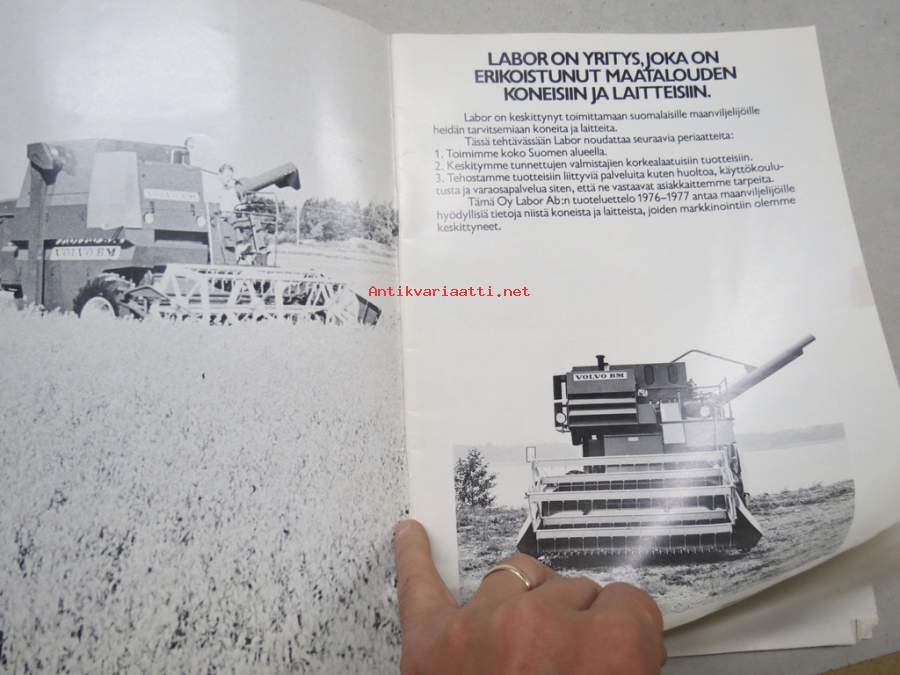 LABOR ON YRITYS, JOKA ON
ERIKOISTUNUT MAATALOUDEN
KONEISIIN JA LAITTEISIIN.
Labor on keskittynyt toimittamaan suomalaisille maanviljelijöille
heidän tarvitsemiaan koneita ja laitteita.
Tässä tehtävässään Labor noudattaa seuraavia periaatteita:
1. Toimimme koko Suomen alueella.
2. Keskitymme tunnettujen valmistajien korkealaatuisiin tuotteisiin.
3. Tehostamme tuotteisiin liittyviä palveluita kuten huoltoa, käyttökoulu-
tusta ja varaosapalvelua siten, että ne vastaavat asiakkaittemme tarpeita.
Tämä Oy Labor Ab:n tuoteluettelo 1976–1977 antaa maanviljelijöille
hyödyllisiä tietoja niistä koneista ja laitteista, joiden markkinointiin olemme
keskittyneet.
VOLVO BM
VOLVO BM
Antikvariaatti.net
VOLVO BM